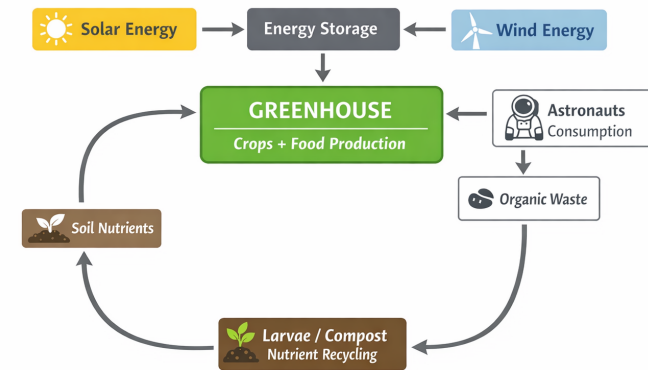 Solar Energy
Energy Storage
Wind Energy
GREENHOUSE
Crops + Food Production
Astronauts
Consumption
Organic Waste
Soil Nutrients
Larvae / Compost
Nutrient Recycling